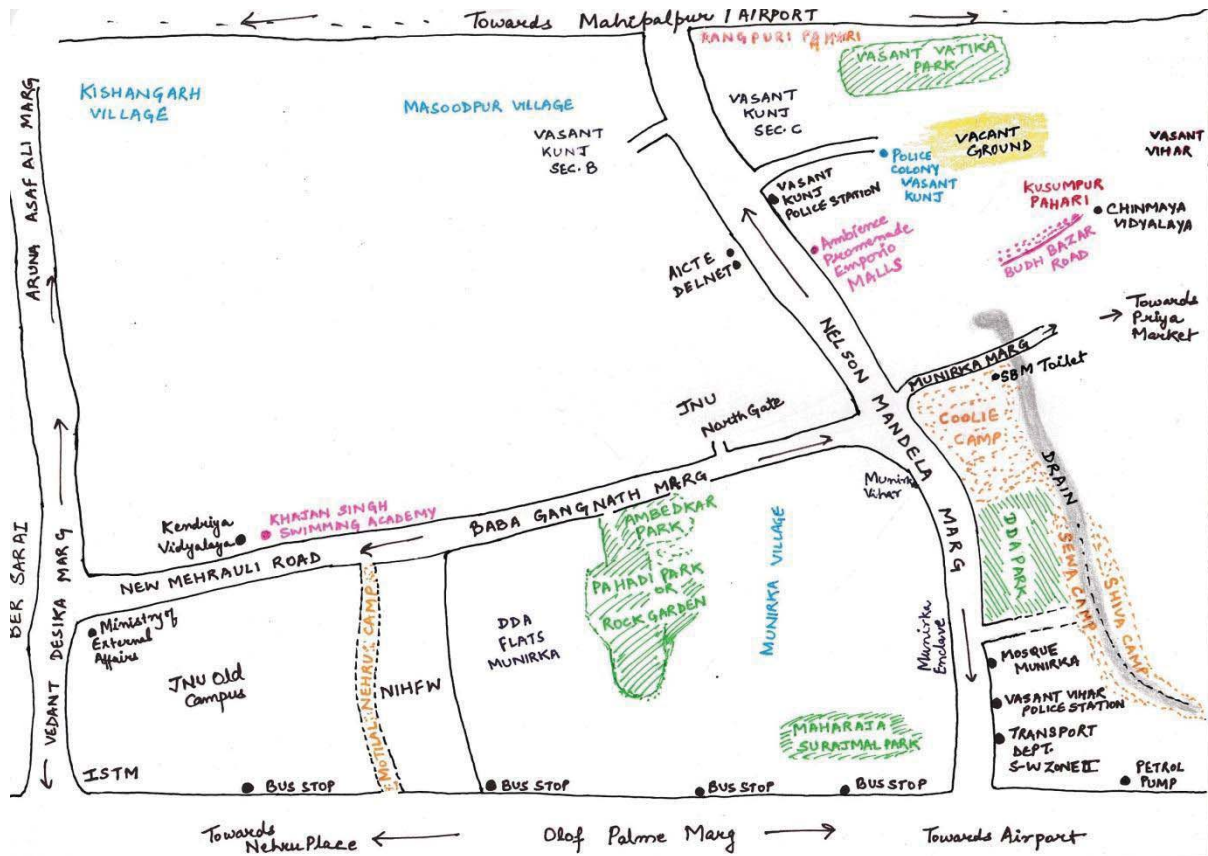 Towards Mahipalpur / AIRPORT
RANGPURI PAHARI
VASANT VATIKA
PARK
KISHANGARH
VILLAGE
MASOODPUR VILLAGE
VASANT
KUNJ
SEC. B
VASANT
KUNJ
SEC. C
VACANT
GROUND
VASANT
VIHAR
POLICE
COLONY
VASANT
KUNJ
VASANT
KUNJ
POLICE STATION
KUSUMPUR
PAHARI
CHINMAYA
VIDYALAYA
BUDH BAZAR
ROAD
Ambience
Promenade
Emporio
MALLS
AICTE
DELNET
ARUNA ASAF ALI MARG
NELSON MANDELA MARG
Towards
Priya
Market
MUNIRKA MARG
SBM Toilet
COOLIE
CAMP
DRAIN
JNU
North Gate
Munirka
Vihar
BABA GANGNATH MARG
KHAJAN SINGH
SWIMMING ACADEMY
Kendriya
Vidyalaya
NEW MEHRAULI ROAD
AMBEDKAR
PARK
PAHADI PARK
OR
ROCK GARDEN
MUNIRKA VILLAGE
DDA PARK
SEWA CAMP
SHIVA CAMP
BER SARAI
VEDANT DESIKA MARG
Ministry of
External
Affairs
JNU Old
Campus
MOTILAL NEHRU CAMP
NIHFW
DDA
FLATS
MUNIRKA
Munirka
Enclave
MOSQUE
MUNIRKA
VASANT VIHAR
POLICE STATION
TRANSPORT
DEPT.
S-W ZONE II
PETROL
PUMP
MAHARAJA
SURAJMAL PARK
ISTM
BUS STOP
BUS STOP
BUS STOP
BUS STOP
Towards
Nehru Place
Olof Palme Marg
Towards Airport